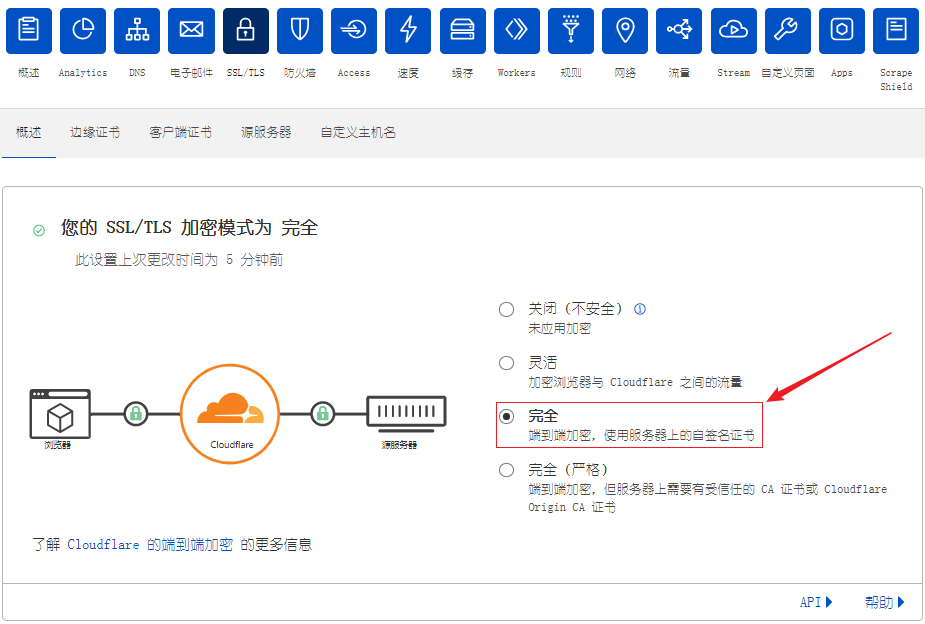 概述
Analytics
DNS
电子邮件
SSL/TLS
防火墙
Access
速度
缓存
Workers
规则
网络
流量
Stream
自定义页面
Apps
Scrape
Shield
概述
边缘证书
客户端证书
源服务器
自定义主机名
您的 SSL/TLS 加密模式为 完全
此设置上次更改时间为 5 分钟前
关闭 (不安全)
未应用加密
灵活
加密浏览器与 Cloudflare 之间的流量
完全
端到端加密，使用服务器上的自签名证书
完全 (严格)
端到端加密，但服务器上需要有受信任的 CA 证书或 Cloudflare
Origin CA 证书
浏览器
Cloudflare
源服务器
了解 Cloudflare 的端到端加密 的更多信息
API
帮助